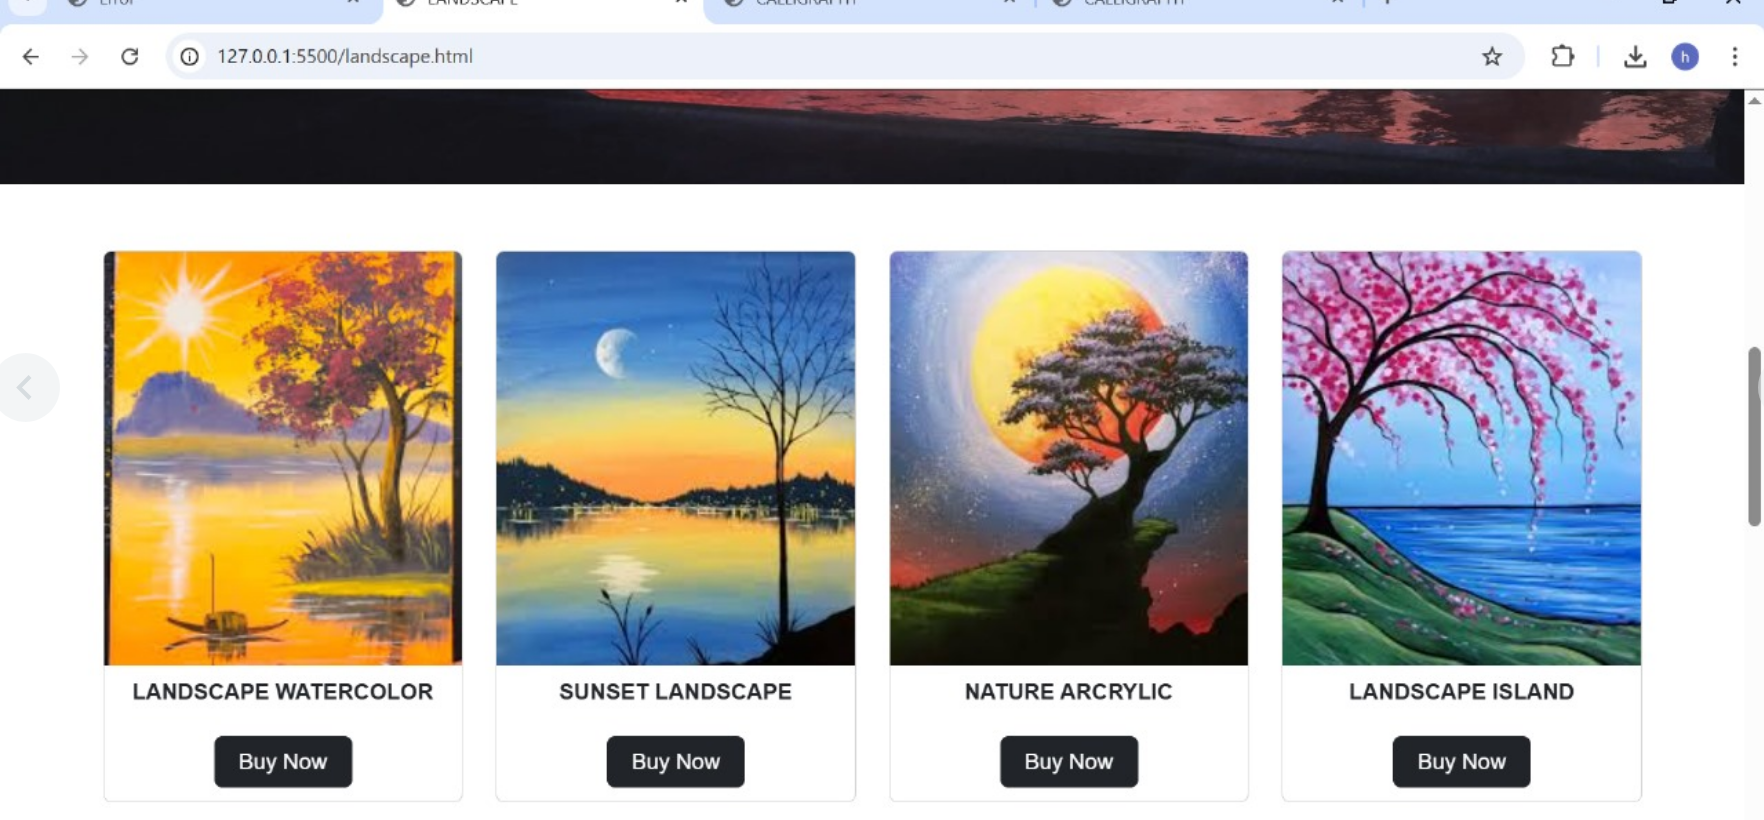 127.0.0.1:5500/landscape.html
h
LANDSCAPE WATERCOLOR
SUNSET LANDSCAPE
NATURE ARCRYLIC
LANDSCAPE ISLAND
Buy Now
Buy Now
Buy Now
Buy Now